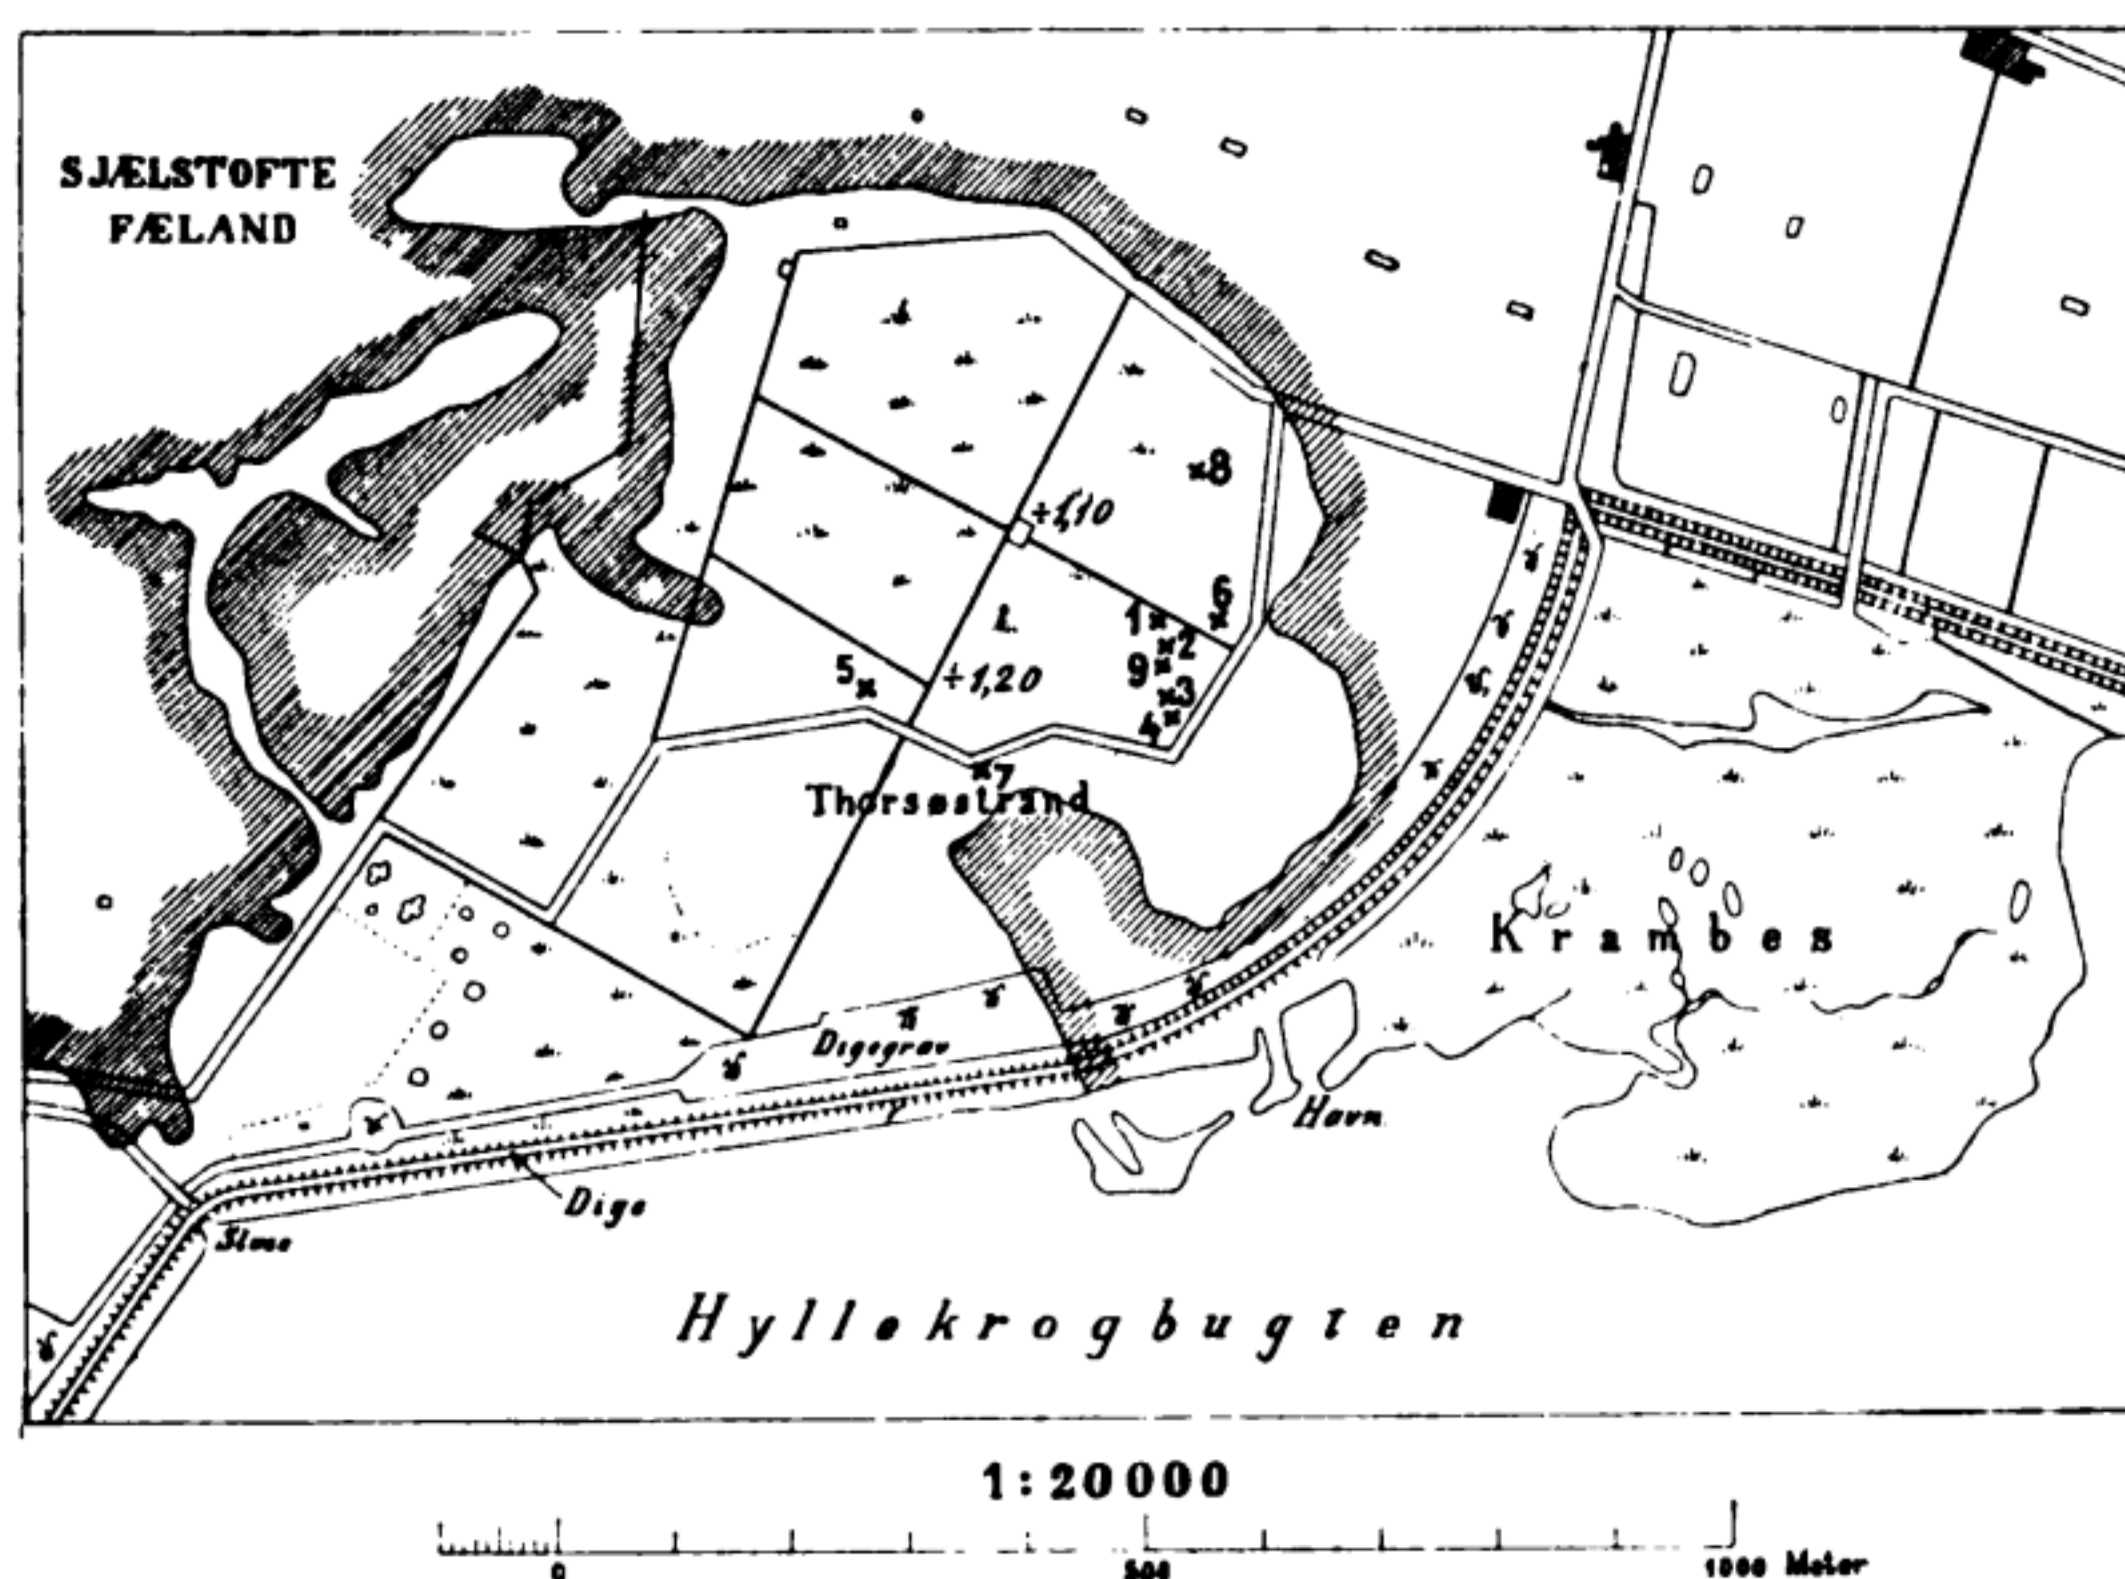 SJÆLSTOFTE
FÆLAND
8
÷1,10
6
1
2
9
5
÷1,20
3
4
7
Thorsøstrand
Krambes
Digegrav
Havn
Dige
Hyllekrogbugten
1:20000
0 500 1000 Meter